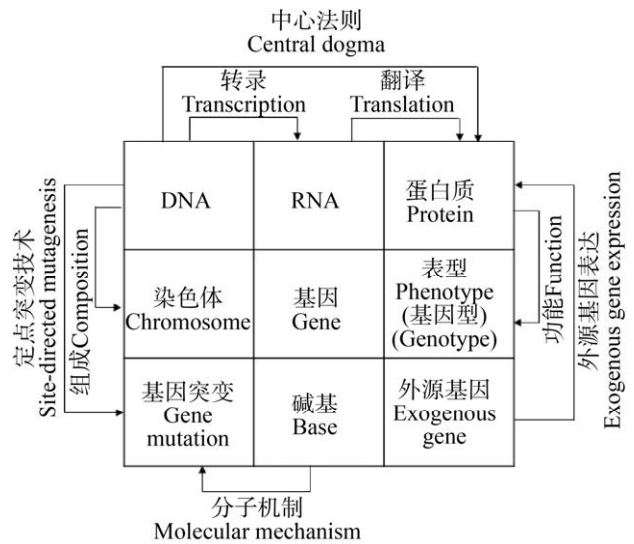 中心法则
Central dogma
转录
Transcription
翻译
Translation
DNA
RNA
蛋白质
Protein
染色体
Chromosome
基因
Gene
表型
Phenotype
(基因型)
(Genotype)
基因突变
Gene
mutation
碱基
Base
外源基因
Exogenous
gene
定点突变技术
Site-directed mutagenesis
组成Composition
功能Function
外源基因表达
Exogenous gene expression
分子机制
Molecular mechanism